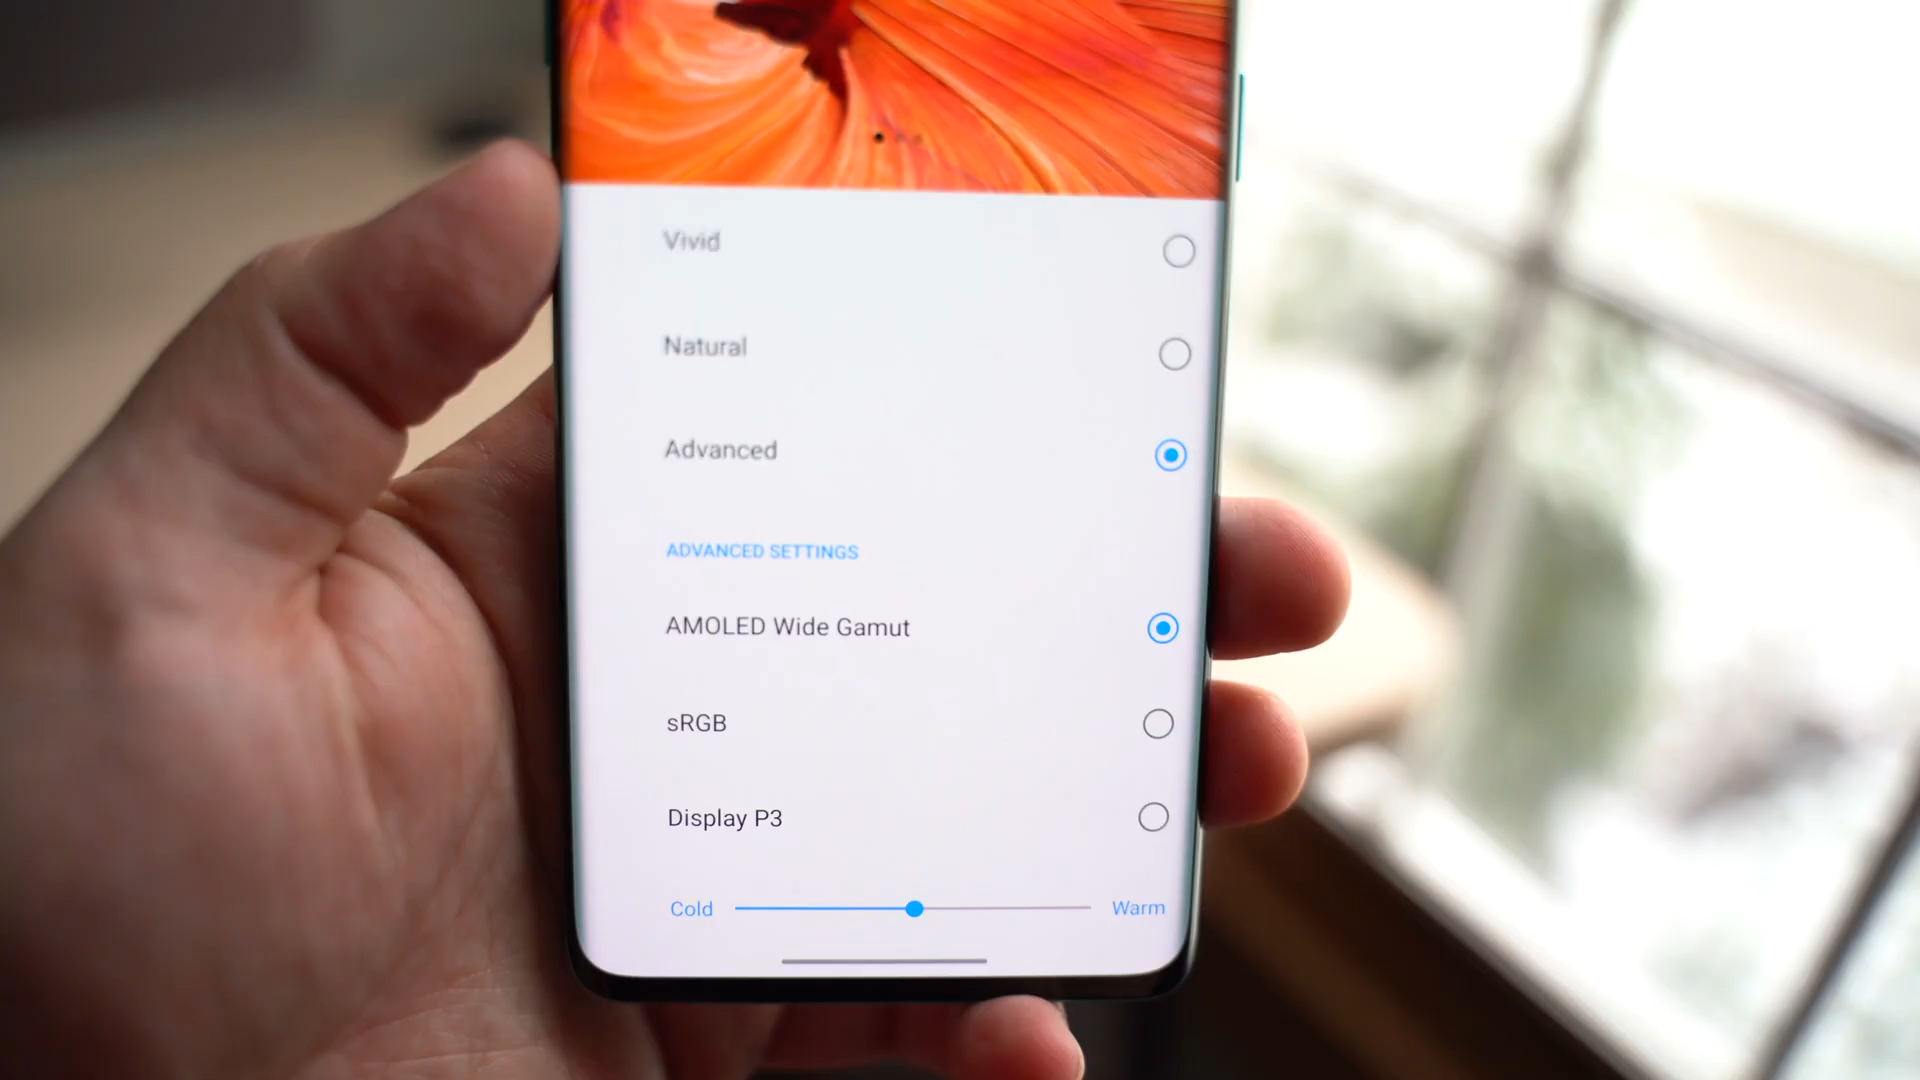 Vivid
Natural
Advanced
ADVANCED SETTINGS
AMOLED Wide Gamut
sRGB
Display P3
Cold Warm